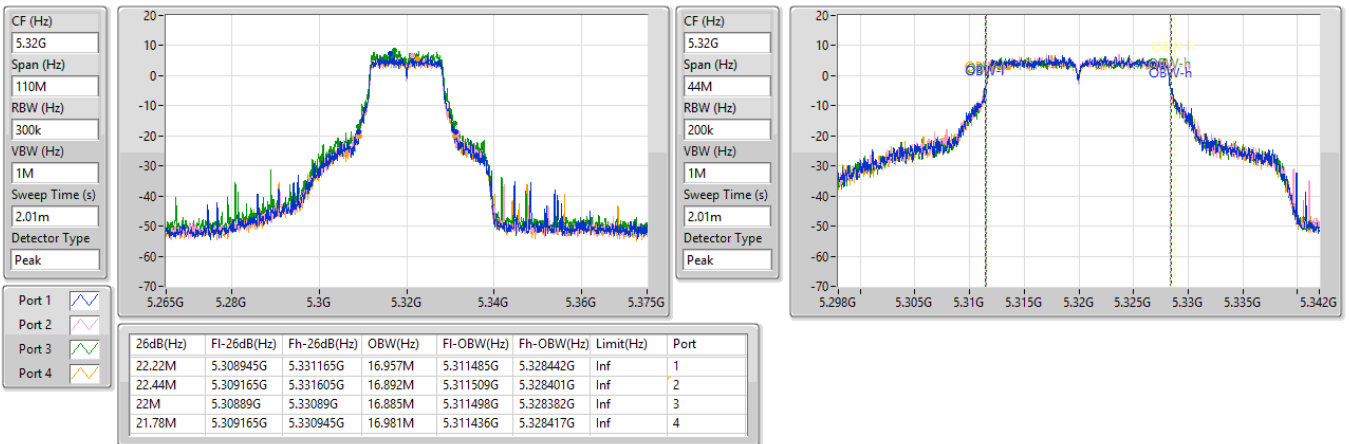 CF (Hz)
5.32G
Span (Hz)
110M
RBW (Hz)
300k
VBW (Hz)
1M
Sweep Time (s)
2.01m
Detector Type
Peak
20
10
0
-10
-20
-30
-40
-50
-60
-70
5.265G 5.28G 5.3G 5.32G 5.34G 5.36G 5.375G
CF (Hz)
5.32G
Span (Hz)
44M
RBW (Hz)
200k
VBW (Hz)
1M
Sweep Time (s)
2.01m
Detector Type
Peak
20
10
0
-10
-20
-30
-40
-50
-60
-70
OBW-l
OBW-h
OBW-h
5.298G 5.305G 5.31G 5.315G 5.32G 5.325G 5.33G 5.335G 5.342G
Port 1
Port 2
Port 3
Port 4
26dB(Hz) Fl-26dB(Hz) Fh-26dB(Hz) OBW(Hz) Fl-OBW(Hz) Fh-OBW(Hz) Limit(Hz) Port
22.22M 5.308945G 5.331165G 16.957M 5.311485G 5.328442G Inf 1
22.44M 5.309165G 5.331605G 16.892M 5.311509G 5.328401G Inf 2
22M 5.30889G 5.33089G 16.885M 5.311498G 5.328382G Inf 3
21.78M 5.309165G 5.330945G 16.981M 5.311436G 5.328417G Inf 4